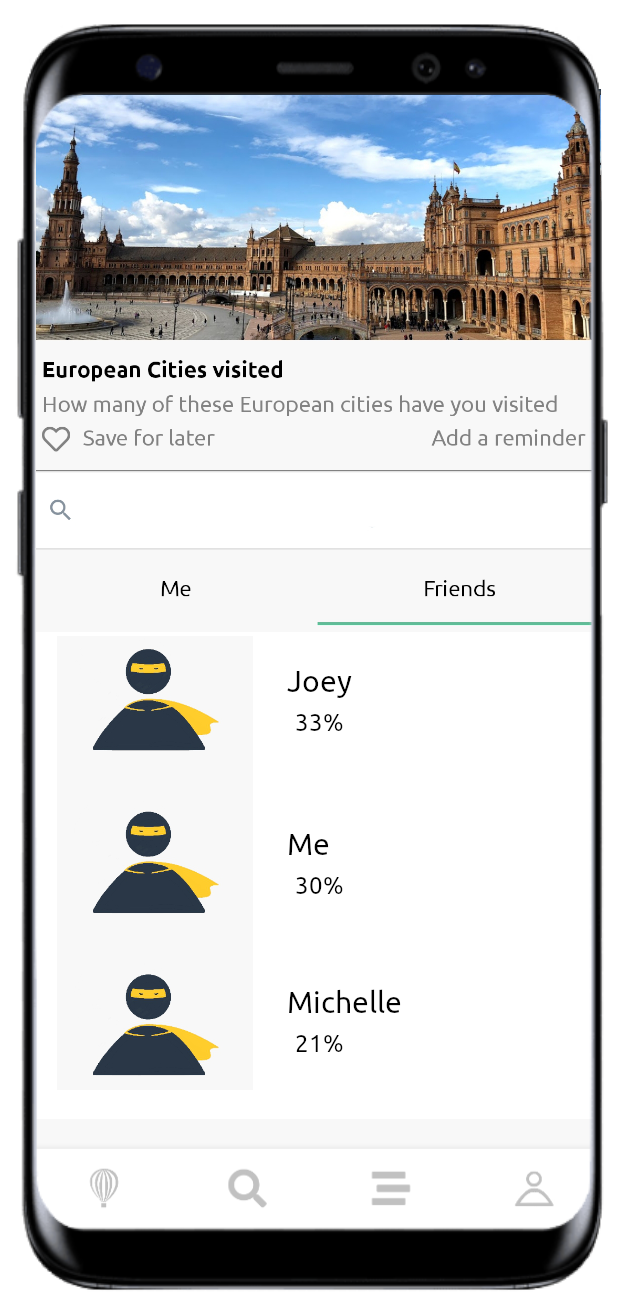 European Cities visited
How many of these European cities have you visited
Save for later Add a reminder
Me Friends
Joey
33%
Me
30%
Michelle
21%